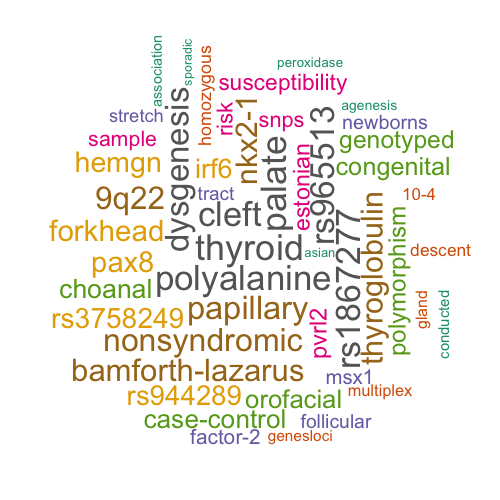 peroxidase
association
sporadic
homozygous
susceptibility
agenesis
stretch
dysgenesis
risk
nkx2-1
snps
rs965513
newborns
sample
genotyped
hemgn
irf6
palate
estonian
congenital
9q22
tract
10-4
cleft
forkhead
thyroid
asian
rs1867277
thyroglobulin
polymorphism
descent
pax8
polyalanine
choanal
papillary
gland
conducted
rs3758249
nonsyndromic
pvrl2
bamforth-lazarus
msx1
rs944289
orofacial
multiplex
case-control
follicular
factor-2
genesloci